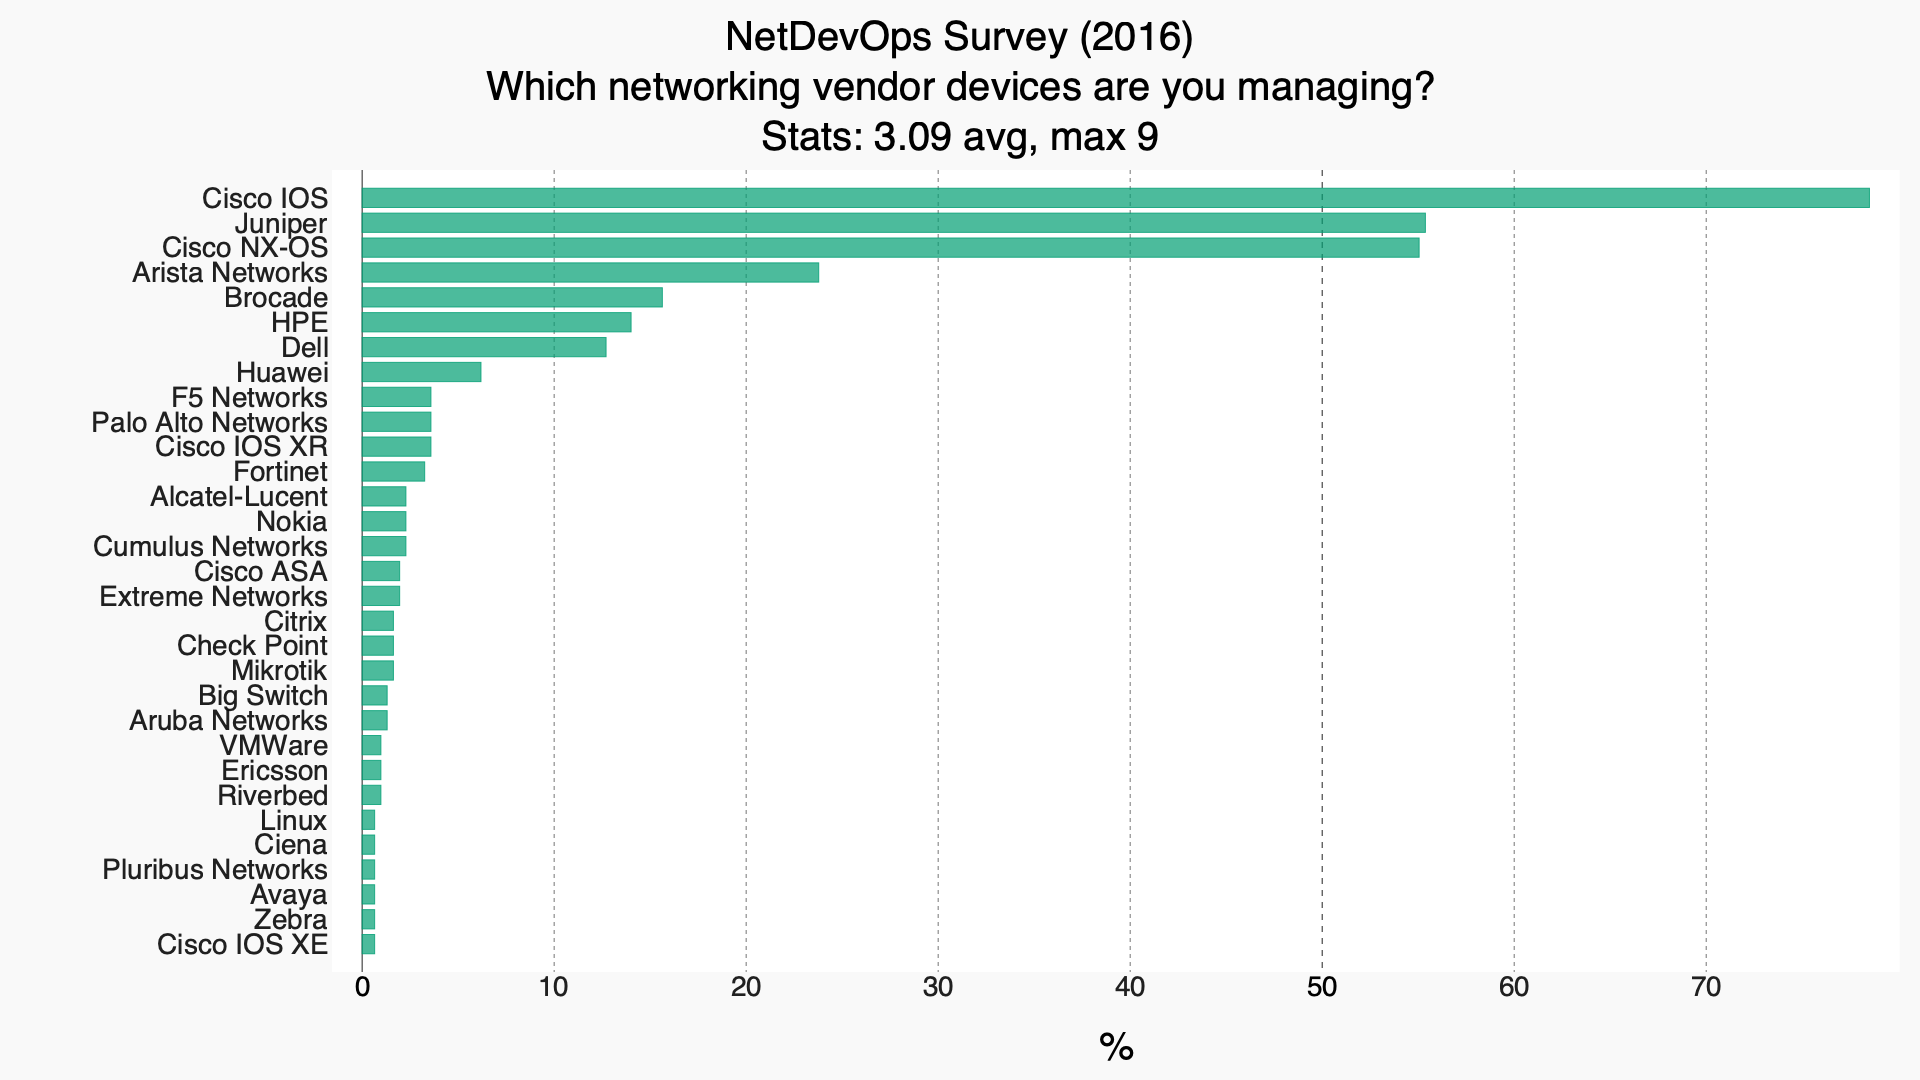 NetDevOps Survey (2016)
Which networking vendor devices are you managing?
Stats: 3.09 avg, max 9
Cisco IOS
Juniper
Cisco NX-OS
Arista Networks
Brocade
HPE
Dell
Huawei
F5 Networks
Palo Alto Networks
Cisco IOS XR
Fortinet
Alcatel-Lucent
Nokia
Cumulus Networks
Cisco ASA
Extreme Networks
Citrix
Check Point
Mikrotik
Big Switch
Aruba Networks
VMWare
Ericsson
Riverbed
Linux
Ciena
Pluribus Networks
Avaya
Zebra
Cisco IOS XE
0 10 20 30 40 50 60 70
%